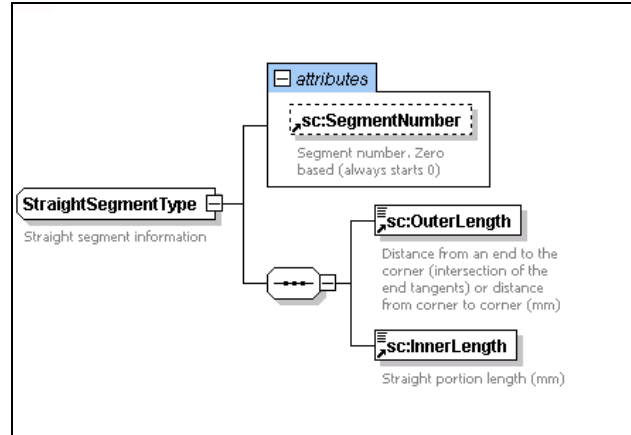 attributes
sc:SegmentNumber
Segment number. Zero
based (always starts 0)
StraightSegmentType
Straight segment information
sc:OuterLength
Distance from an end to the
corner (intersection of the
end tangents) or distance
from corner to corner (mm)
sc:InnerLength
Straight portion length (mm)